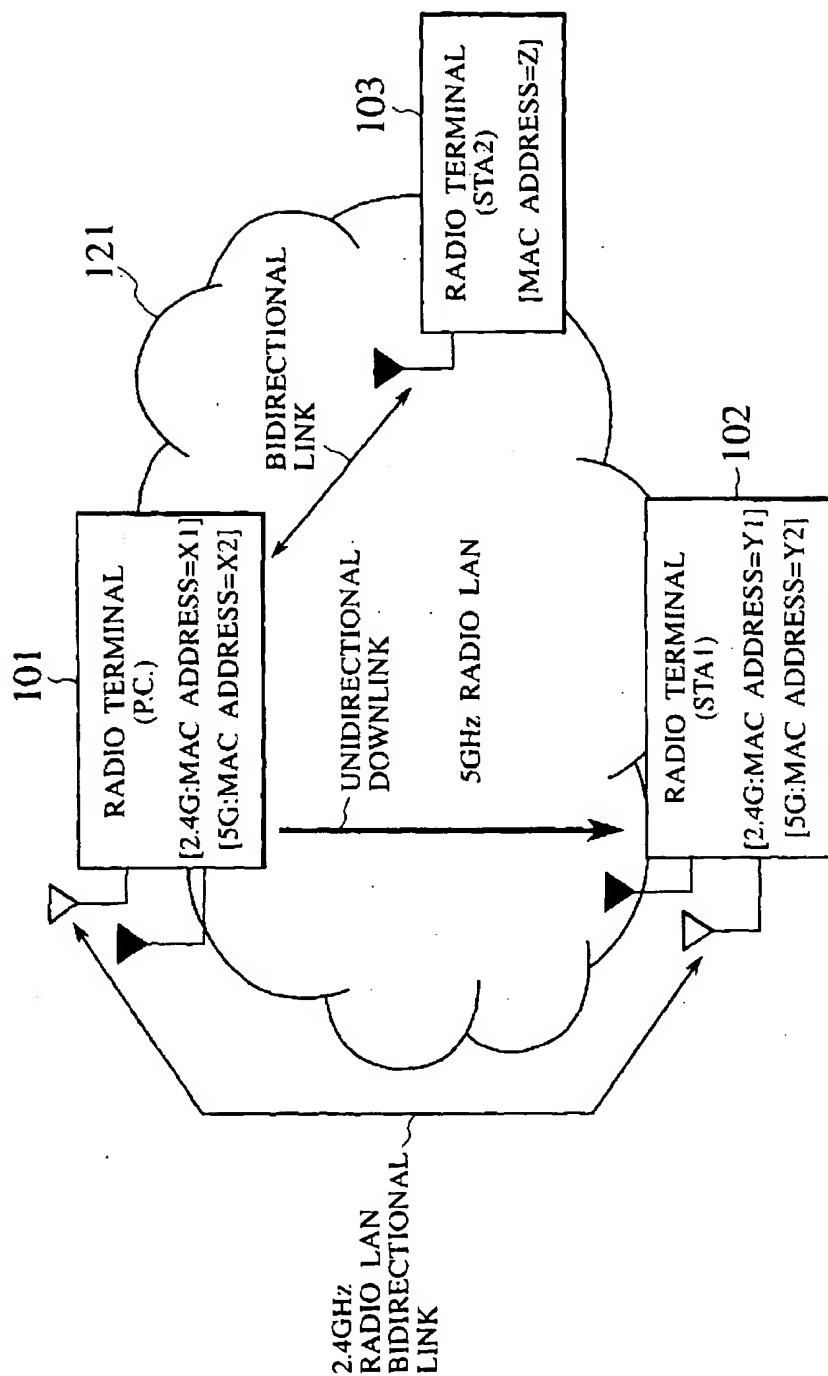 101
RADIO TERMINAL
(P.C.)
[2.4G:MAC ADDRESS=X1]
[5G:MAC ADDRESS=X2]
121
103
RADIO TERMINAL
(STA2)
[MAC ADDRESS=Z]
BIDIRECTIONAL
LINK
UNIDIRECTIONAL
DOWNLINK
5GHz RADIO LAN
2.4GHz
RADIO LAN
BIDIRECTIONAL
LINK
102
RADIO TERMINAL
(STA1)
[2.4G:MAC ADDRESS=Y1]
[5G:MAC ADDRESS=Y2]